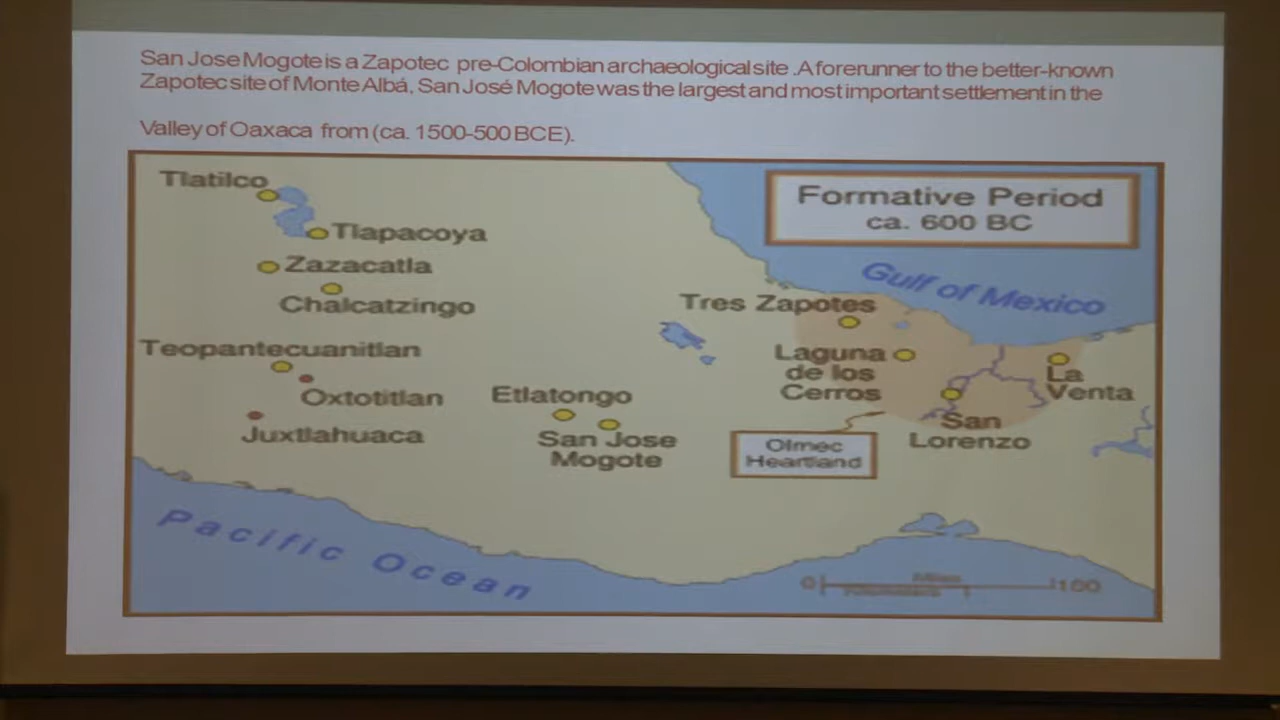 San Jose Mogote is a Zapotec pre-Colombian archaeological site .A forerunner to the better-known
Zapotec site of Monte Albá, San José Mogote was the largest and most important settlement in the
Valley of Oaxaca from (ca. 1500-500 BCE).
Tlatilco
Formative Period
ca. 600 BC
Tlapacoya
Zazacatla
Gulf of Mexico
Chalcatzingo
Tres Zapotes
Teopantecuanitlan
Laguna
de los
Cerros
La
Venta
Oxtotitlan
Etlatongo
Juxtlahuaca
San Jose
Mogote
San
Lorenzo
Olmec
Heartland
Pacific Ocean
0
Miles
100
Kilometers